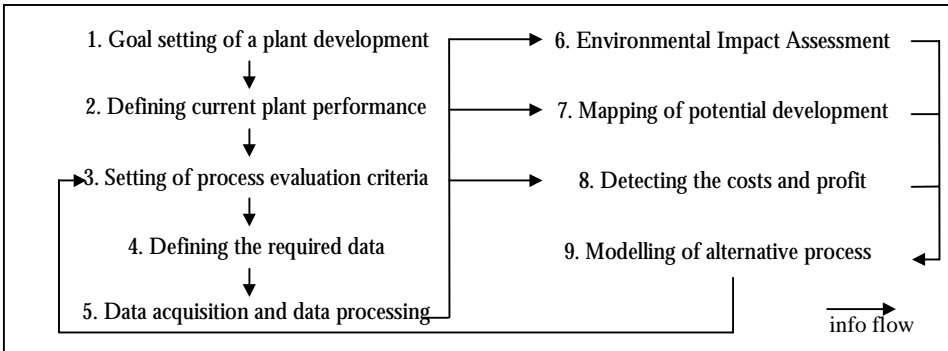 1. Goal setting of a plant development
2. Defining current plant performance
3. Setting of process evaluation criteria
4. Defining the required data
5. Data acquisition and data processing
6. Environmental Impact Assessment
7. Mapping of potential development
8. Detecting the costs and profit
9. Modelling of alternative process
info flow